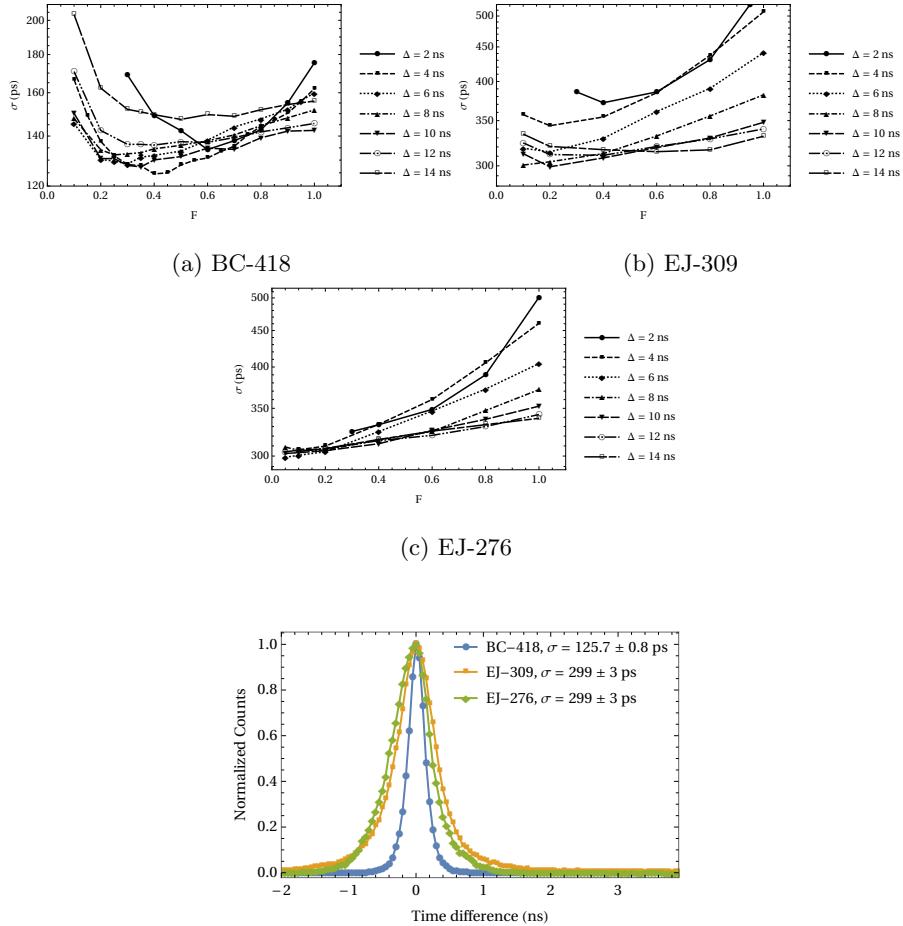 200
180
160
140
120
σ (ps)
0.0 0.2 0.4 0.6 0.8 1.0
F
Δ = 2 ns
Δ = 4 ns
Δ = 6 ns
Δ = 8 ns
Δ = 10 ns
Δ = 12 ns
Δ = 14 ns
(a) BC-418
500
450
400
350
300
σ (ps)
0.0 0.2 0.4 0.6 0.8 1.0
F
Δ = 2 ns
Δ = 4 ns
Δ = 6 ns
Δ = 8 ns
Δ = 10 ns
Δ = 12 ns
Δ = 14 ns
(b) EJ-309
500
450
400
350
300
σ (ps)
0.0 0.2 0.4 0.6 0.8 1.0
F
Δ = 2 ns
Δ = 4 ns
Δ = 6 ns
Δ = 8 ns
Δ = 10 ns
Δ = 12 ns
Δ = 14 ns
(c) EJ-276
1.0
0.8
0.6
0.4
0.2
0.0
Normalized Counts
BC−418, σ = 125.7 ± 0.8 ps
EJ−309, σ = 299 ± 3 ps
EJ−276, σ = 299 ± 3 ps
−2 −1 0 1 2 3
Time difference (ns)